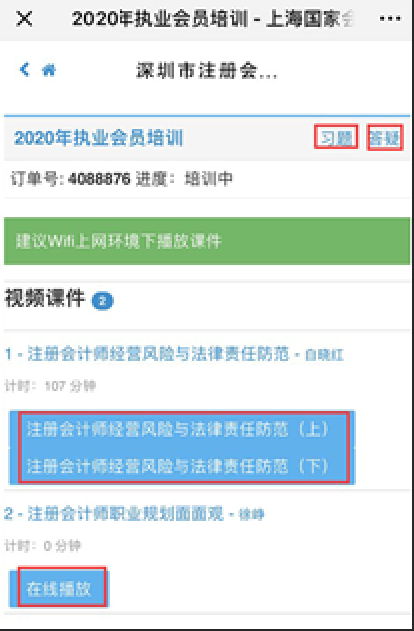 2020年执业会员培训 - 上海国家会
深圳市注册会...
2020年执业会员培训 习题 答疑
订单号: 4088876 进度: 培训中
建议Wifi上网环境下播放课件
视频课件 2
1 - 注册会计师经营风险与法律责任防范 - 白晓红
计时: 107 分钟
注册会计师经营风险与法律责任防范（上）
注册会计师经营风险与法律责任防范（下）
2 - 注册会计师职业规划面面观 - 徐峥
计时: 0 分钟
在线播放